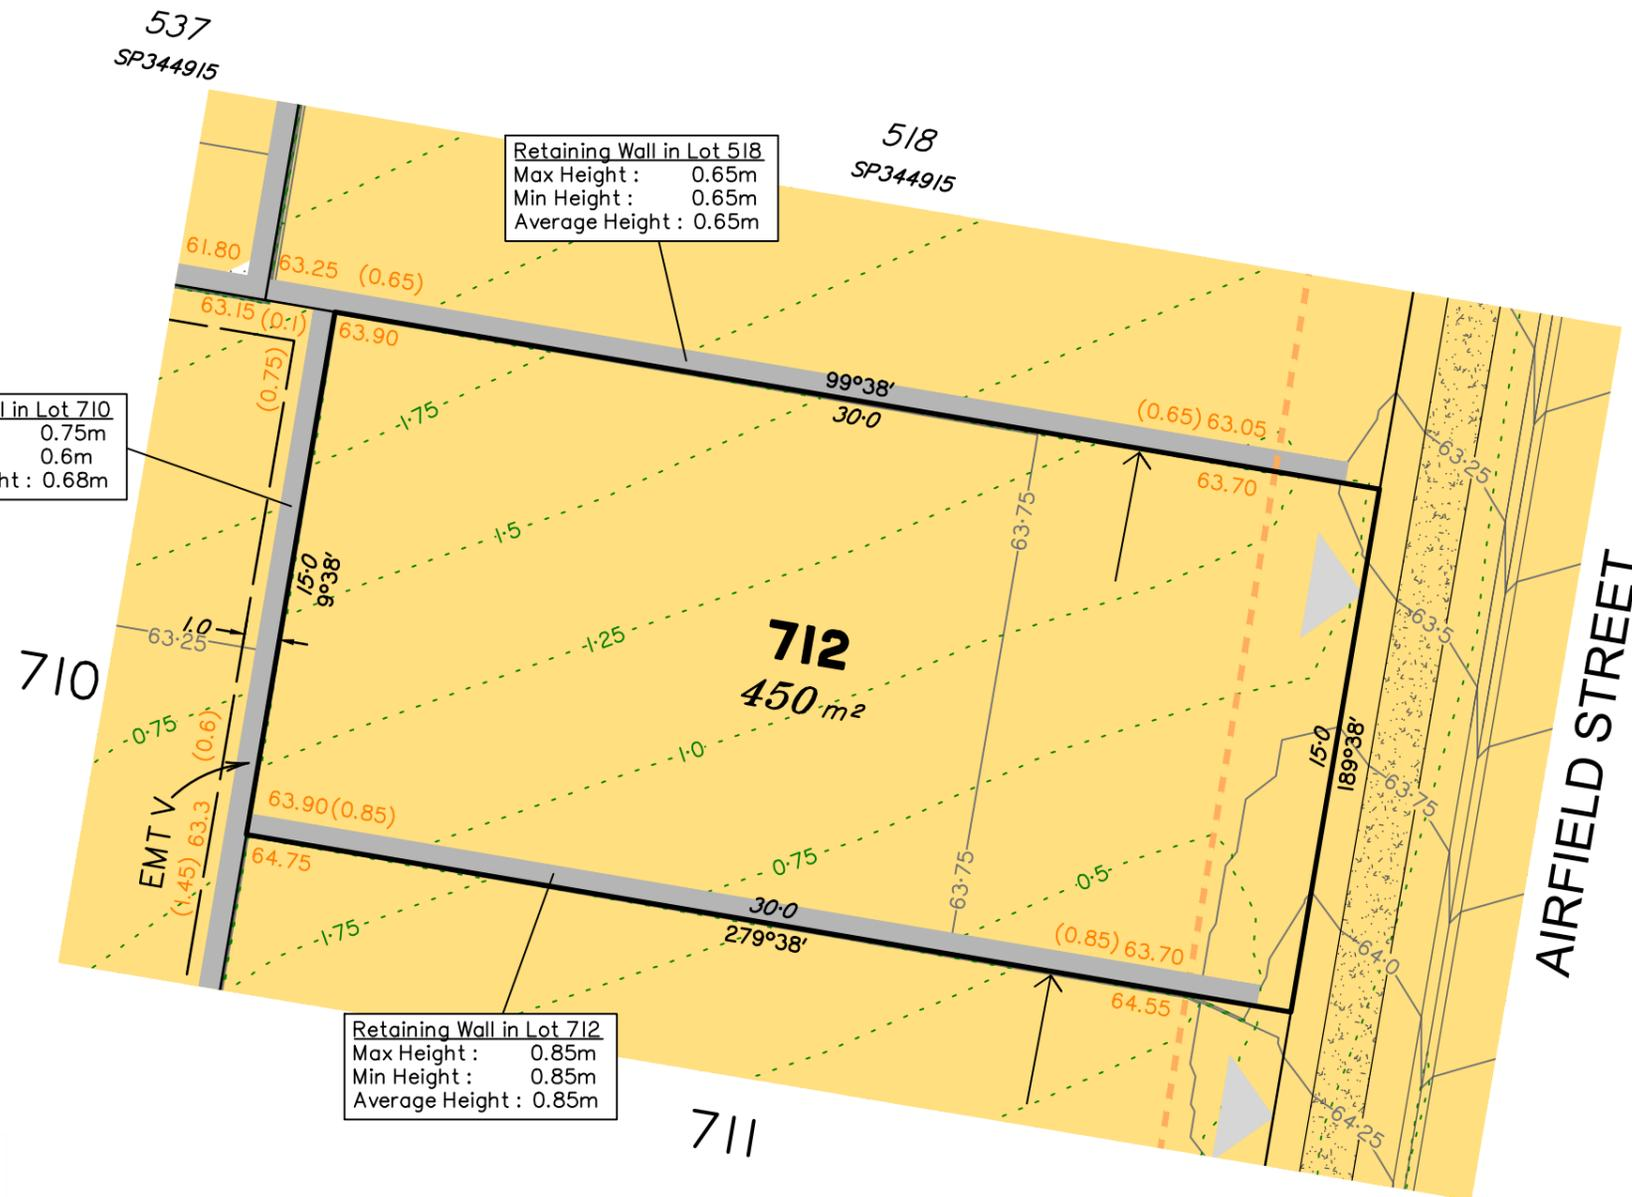 537
SP344915
518
SP344915
Retaining Wall in Lot 518
Max Height : 0.65m
Min Height : 0.65m
Average Height : 0.65m
61.80
63.25 (0.65)
63.15 (0.1)
63.90
(0.75)
l in Lot 710
0.75m
0.6m
ht : 0.68m
1.75
99°38'
30.0
(0.65) 63.05
63.70
63.25
63.75
1.5
15.0
9°38'
1.0
63.25
1.25
712
450 m²
63.5
710
0.75
(0.6)
1.0
15.0
189°38'
63.75
AIRFIELD STREET
EMT V
63.90 (0.85)
(1.45) 63.3
64.75
0.75
63.75
0.5
30.0
279°38'
1.75
(0.85) 63.70
64.55
64.0
Retaining Wall in Lot 712
Max Height : 0.85m
Min Height : 0.85m
Average Height : 0.85m
711
64.25